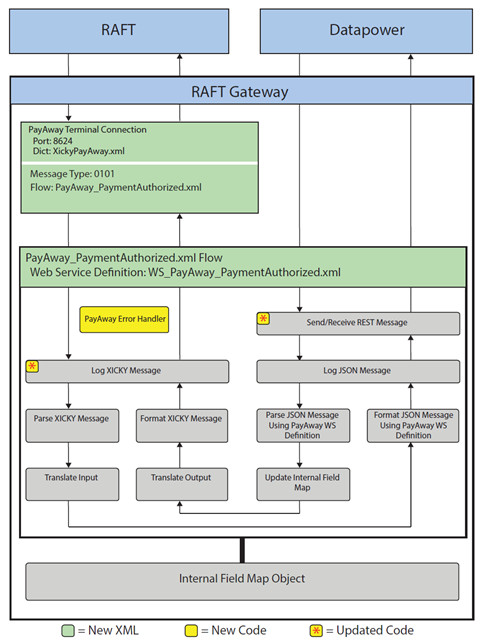 RAFT
Datapower
RAFT Gateway
PayAway Terminal Connection
Port: 8624
Dict: XickyPayAway.xml
Message Type: 0101
Flow: PayAway_PaymentAuthorized.xml
PayAway_PaymentAuthorized.xml Flow
Web Service Definition: WS_PayAway_PaymentAuthorized.xml
PayAway Error Handler
*
Send/Receive REST Message
*
Log XICKY Message
Log JSON Message
Parse XICKY Message
Format XICKY Message
Parse JSON Message
Using PayAway WS
Definition
Format JSON Message
Using PayAway WS
Definition
Translate Input
Translate Output
Update Internal Field
Map
Internal Field Map Object
= New XML
= New Code
* = Updated Code